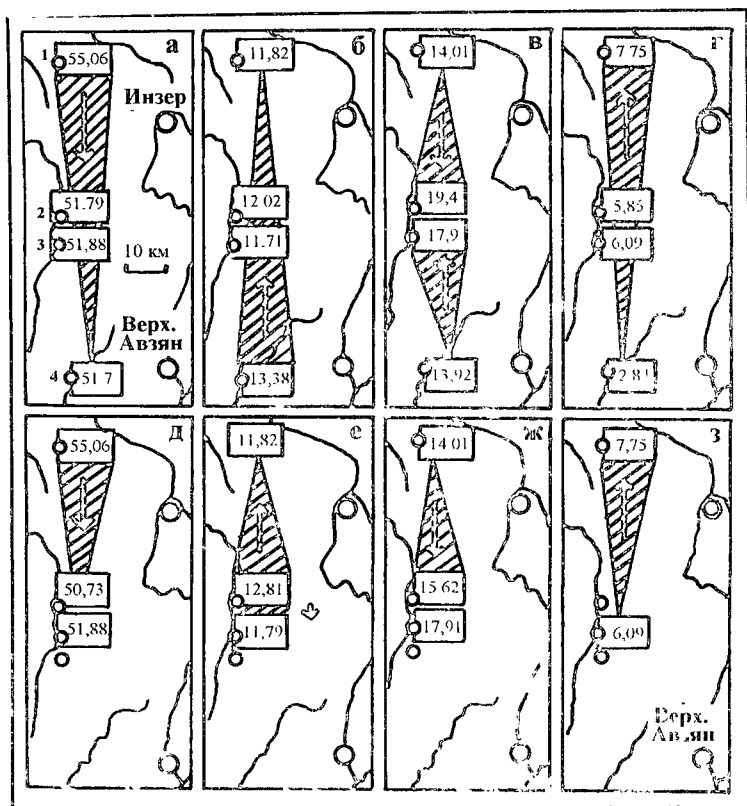 а
б
в
г
1
55,06
11,82
14,01
7,75
Инзер
2
51.79
12 02
19,4
5,85
3
51,88
11.71
17,9
6,09
10 км
Верх.
Авзян
4
51 7
13,38
13,92
д
е
ж
з
55,06
11,82
14 01
7,75
50,73
12,81
15 62
51,88
11,79
17,91
6,09
Верх.
Авзян